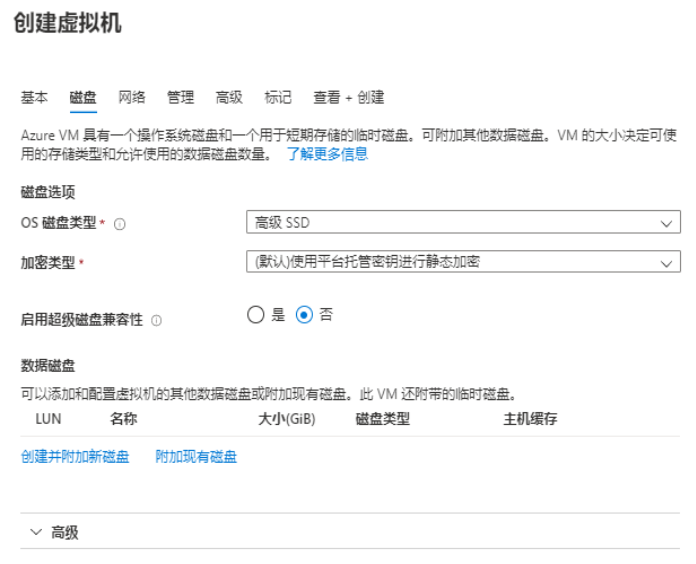 创建虚拟机
基本 磁盘 网络 管理 高级 标记 查看 + 创建
Azure VM 具有一个操作系统磁盘和一个用于短期存储的临时磁盘。可附加其他数据磁盘。VM 的大小决定可使
用的存储类型和允许使用的数据磁盘数量。 了解更多信息
磁盘选项
OS 磁盘类型 * 高级 SSD
加密类型 * (默认)使用平台托管密钥进行静态加密
启用超级磁盘兼容性 是 否
数据磁盘
可以添加和配置虚拟机的其他数据磁盘或附加现有磁盘。此 VM 还附带的临时磁盘。
LUN 名称 大小(GiB) 磁盘类型 主机缓存
创建并附加新磁盘 附加现有磁盘
高级